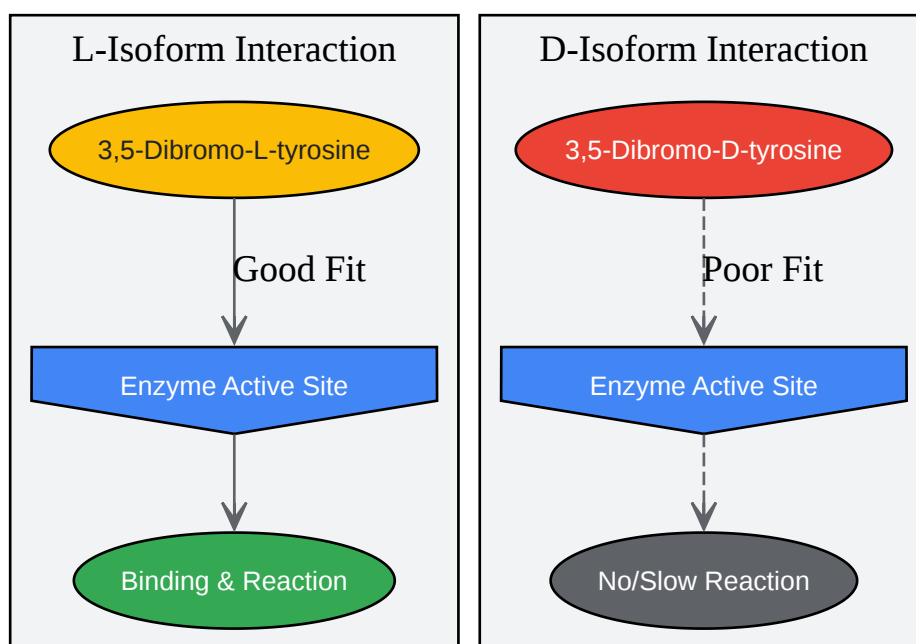 L-Isoform Interaction
3,5-Dibromo-L-tyrosine
Good Fit
Enzyme Active Site
Binding & Reaction
D-Isoform Interaction
3,5-Dibromo-D-tyrosine
Poor Fit
Enzyme Active Site
No/Slow Reaction